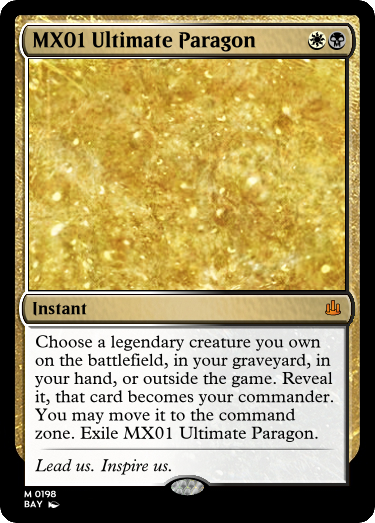 MX01 Ultimate Paragon
Instant
Choose a legendary creature you own
on the battlefield, in your graveyard, in
your hand, or outside the game. Reveal
it, that card becomes your commander.
You may move it to the command
zone. Exile MX01 Ultimate Paragon.
Lead us. Inspire us.
M 0198
BAY